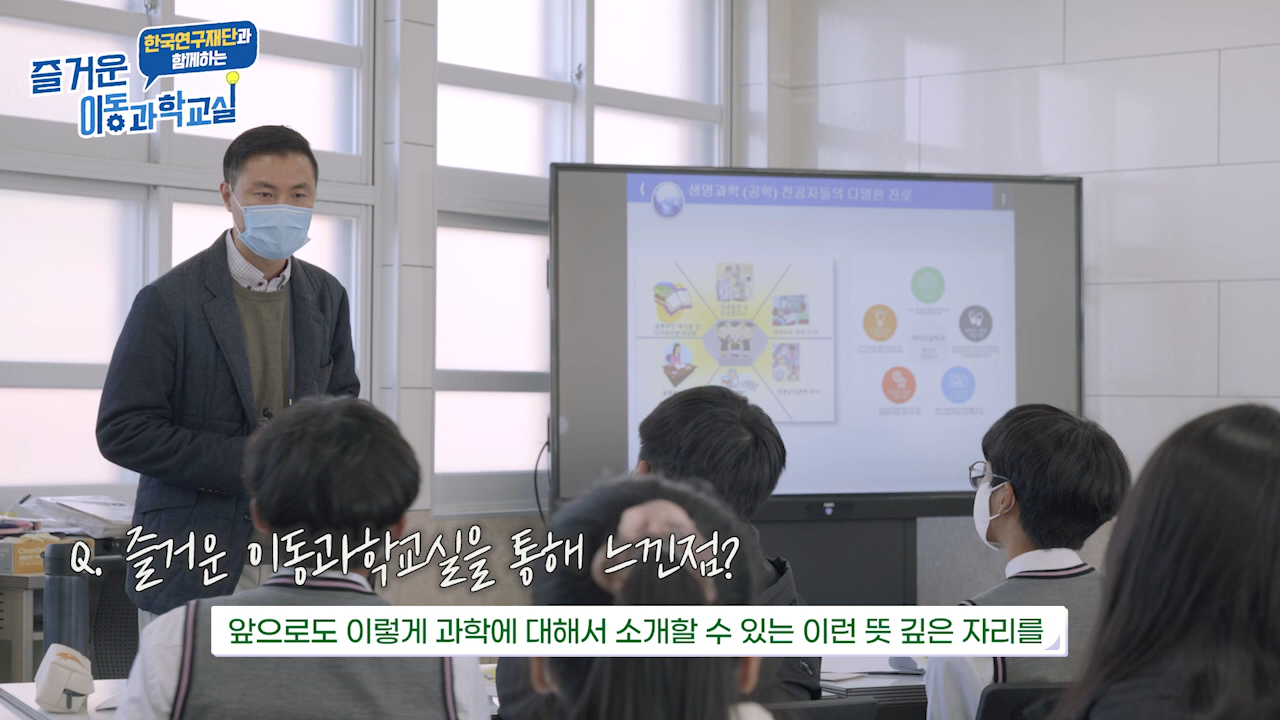 한국연구재단과
함께하는
즐거운
이동과학교실
생명과학 (공학) 전공자들의 다양한 진로
Q. 즐거운 이동과학교실을 통해 느낀점?
앞으로도 이렇게 과학에 대해서 소개할 수 있는 이런 뜻 깊은 자리를